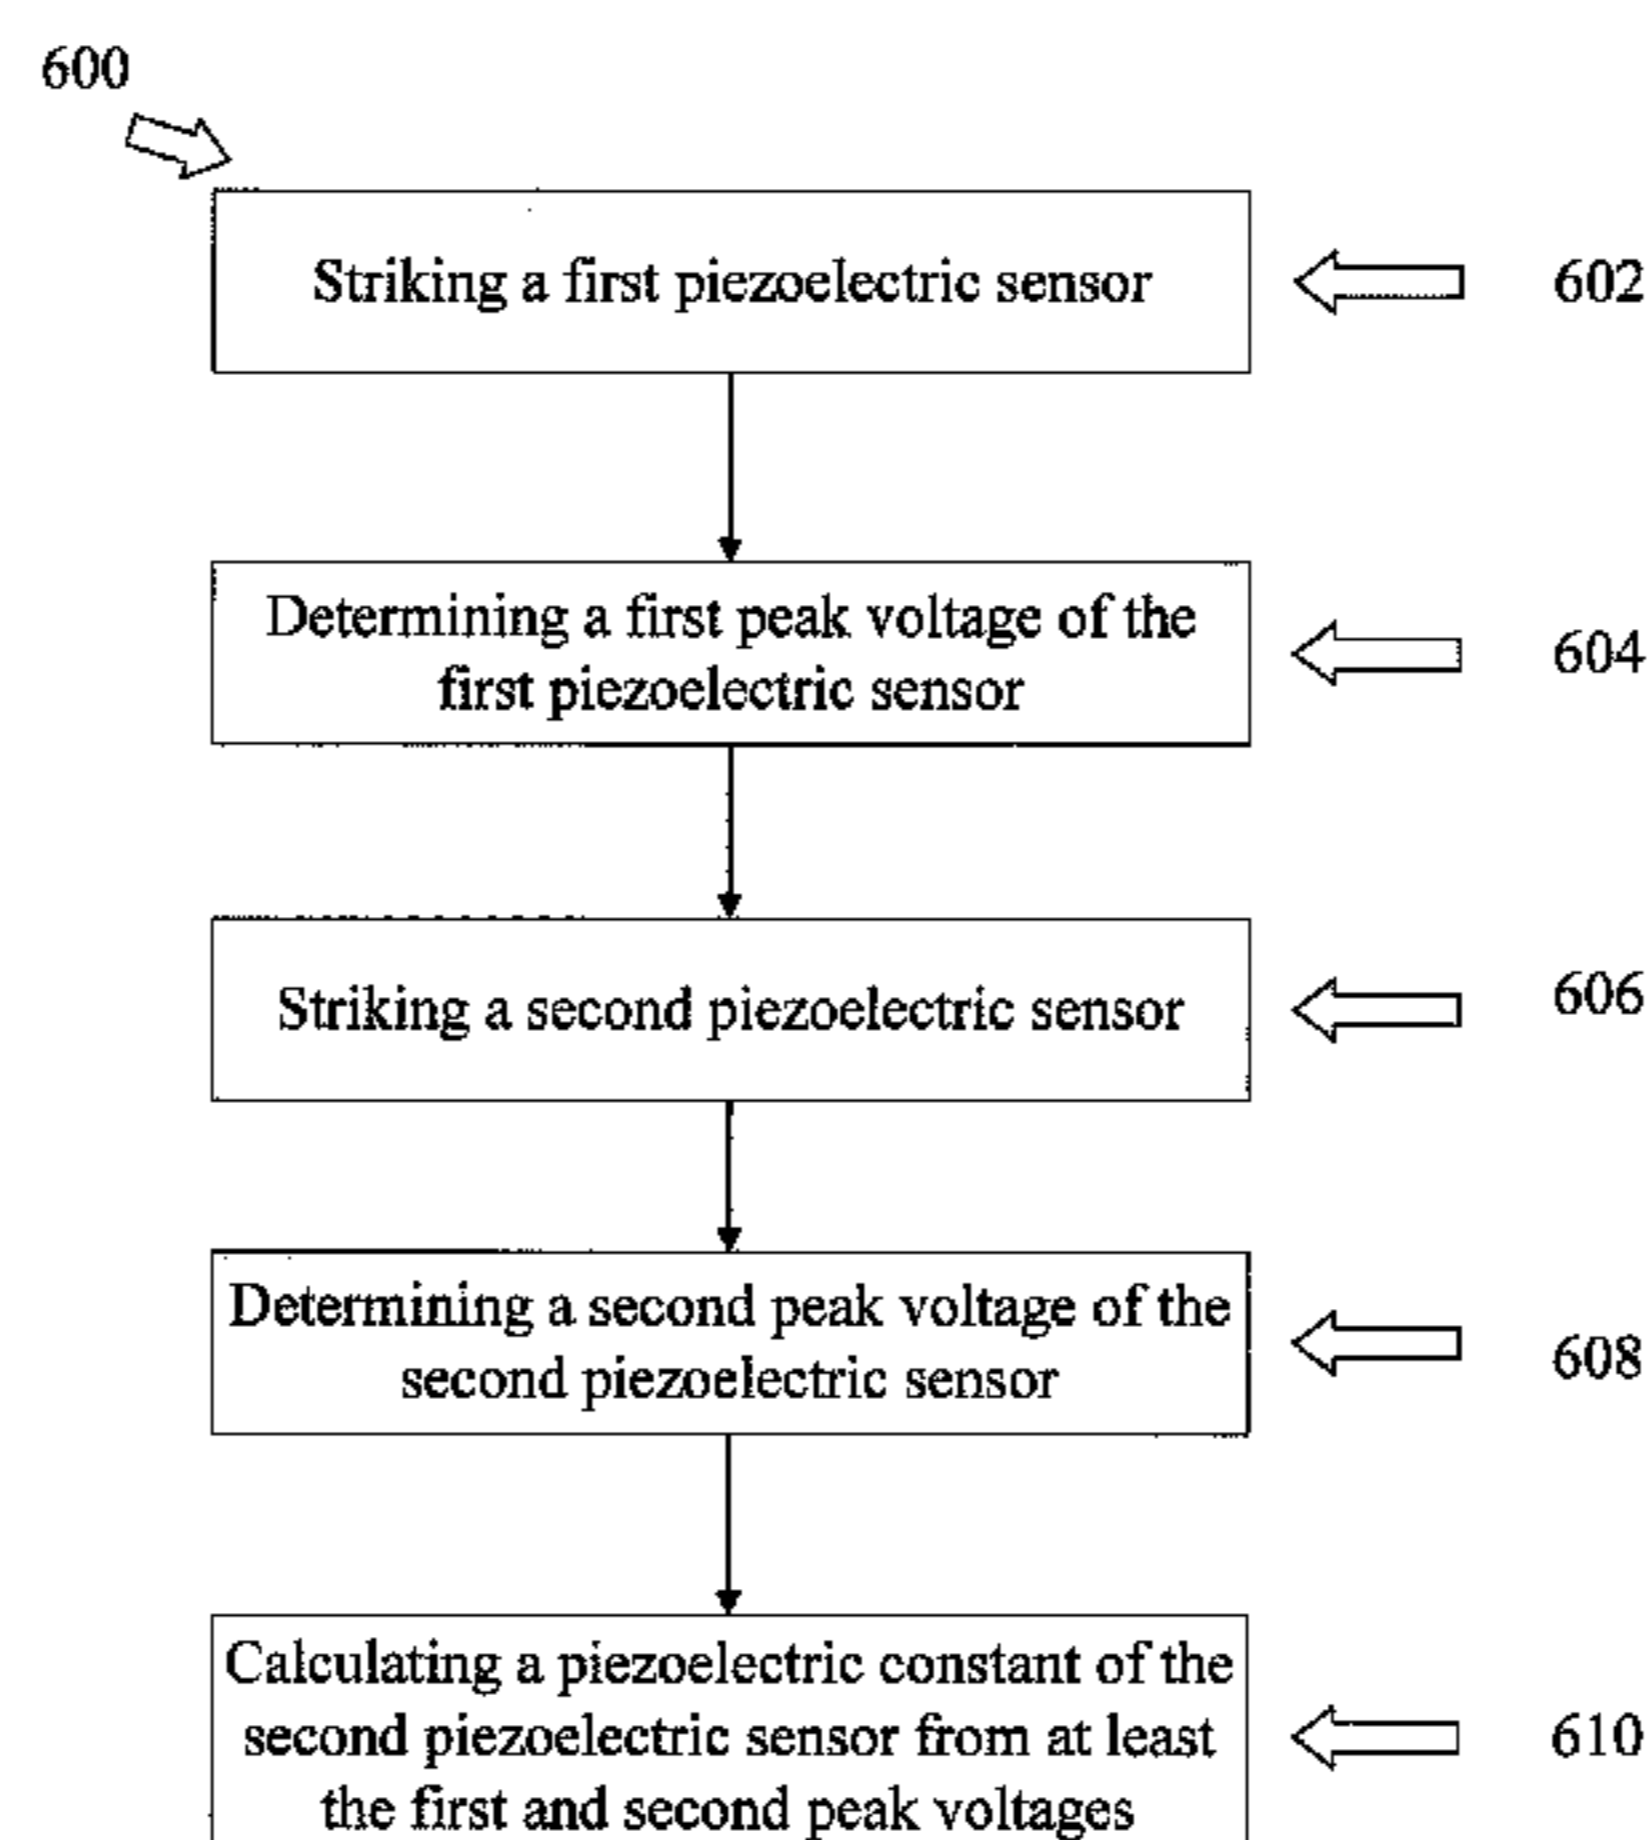 600
Striking a first piezoelectric sensor
602
Determining a first peak voltage of the
first piezoelectric sensor
604
Striking a second piezoelectric sensor
606
Determining a second peak voltage of the
second piezoelectric sensor
608
Calculating a piezoelectric constant of the
second piezoelectric sensor from at least
the first and second peak voltages
610